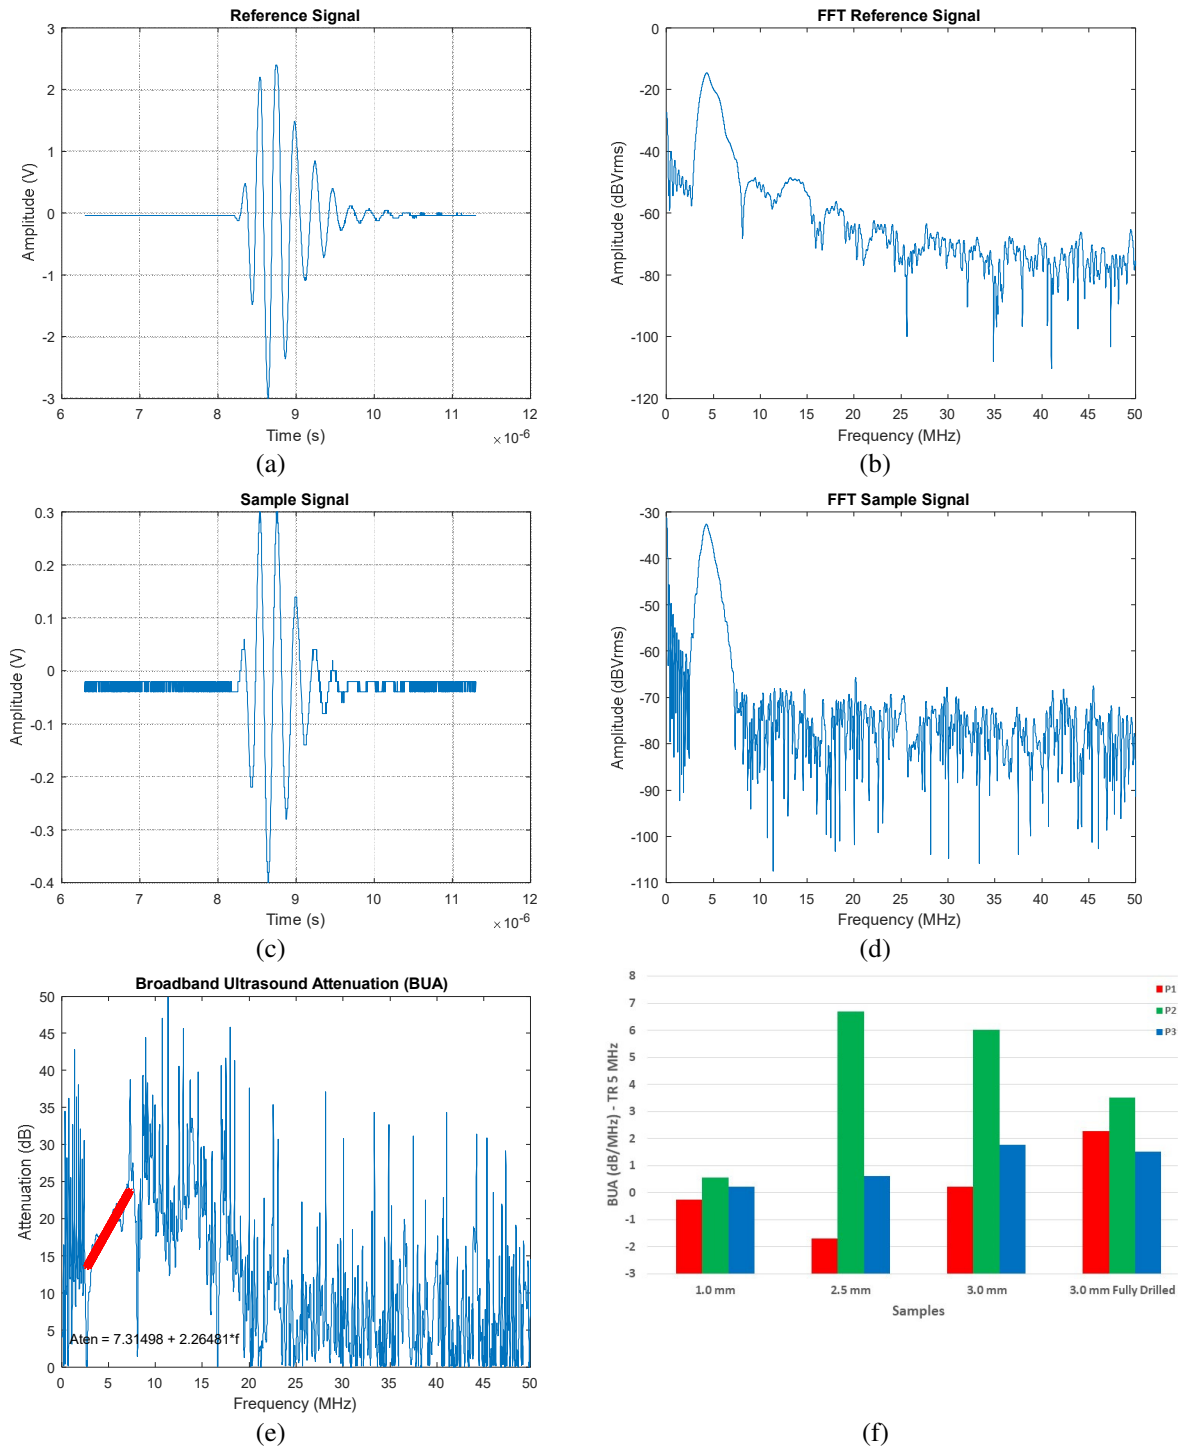 Reference Signal
3
2
1
0
-1
-2
-3
Amplitude (V)
6 7 8 9 10 11 12
Time (s)
×10⁻⁶
(a)
FFT Reference Signal
0
-20
-40
-60
-80
-100
-120
Amplitude (dBVrms)
0 5 10 15 20 25 30 35 40 45 50
Frequency (MHz)
(b)
Sample Signal
0.3
0.2
0.1
0
-0.1
-0.2
-0.3
-0.4
Amplitude (V)
6 7 8 9 10 11 12
Time (s)
×10⁻⁶
(c)
FFT Sample Signal
-30
-40
-50
-60
-70
-80
-90
-100
-110
Amplitude (dBVrms)
0 5 10 15 20 25 30 35 40 45 50
Frequency (MHz)
(d)
Broadband Ultrasound Attenuation (BUA)
50
45
40
35
30
25
20
15
10
5
0
Attenuation (dB)
Aten = 7.31498 + 2.26481*f
0 5 10 15 20 25 30 35 40 45 50
Frequency (MHz)
(e)
8
7
6
5
4
3
2
1
0
-1
-2
-3
BUA (dB/MHz) - TR 5 MHz
P1
P2
P3
1.0 mm 2.5 mm 3.0 mm 3.0 mm Fully Drilled
Samples
(f)